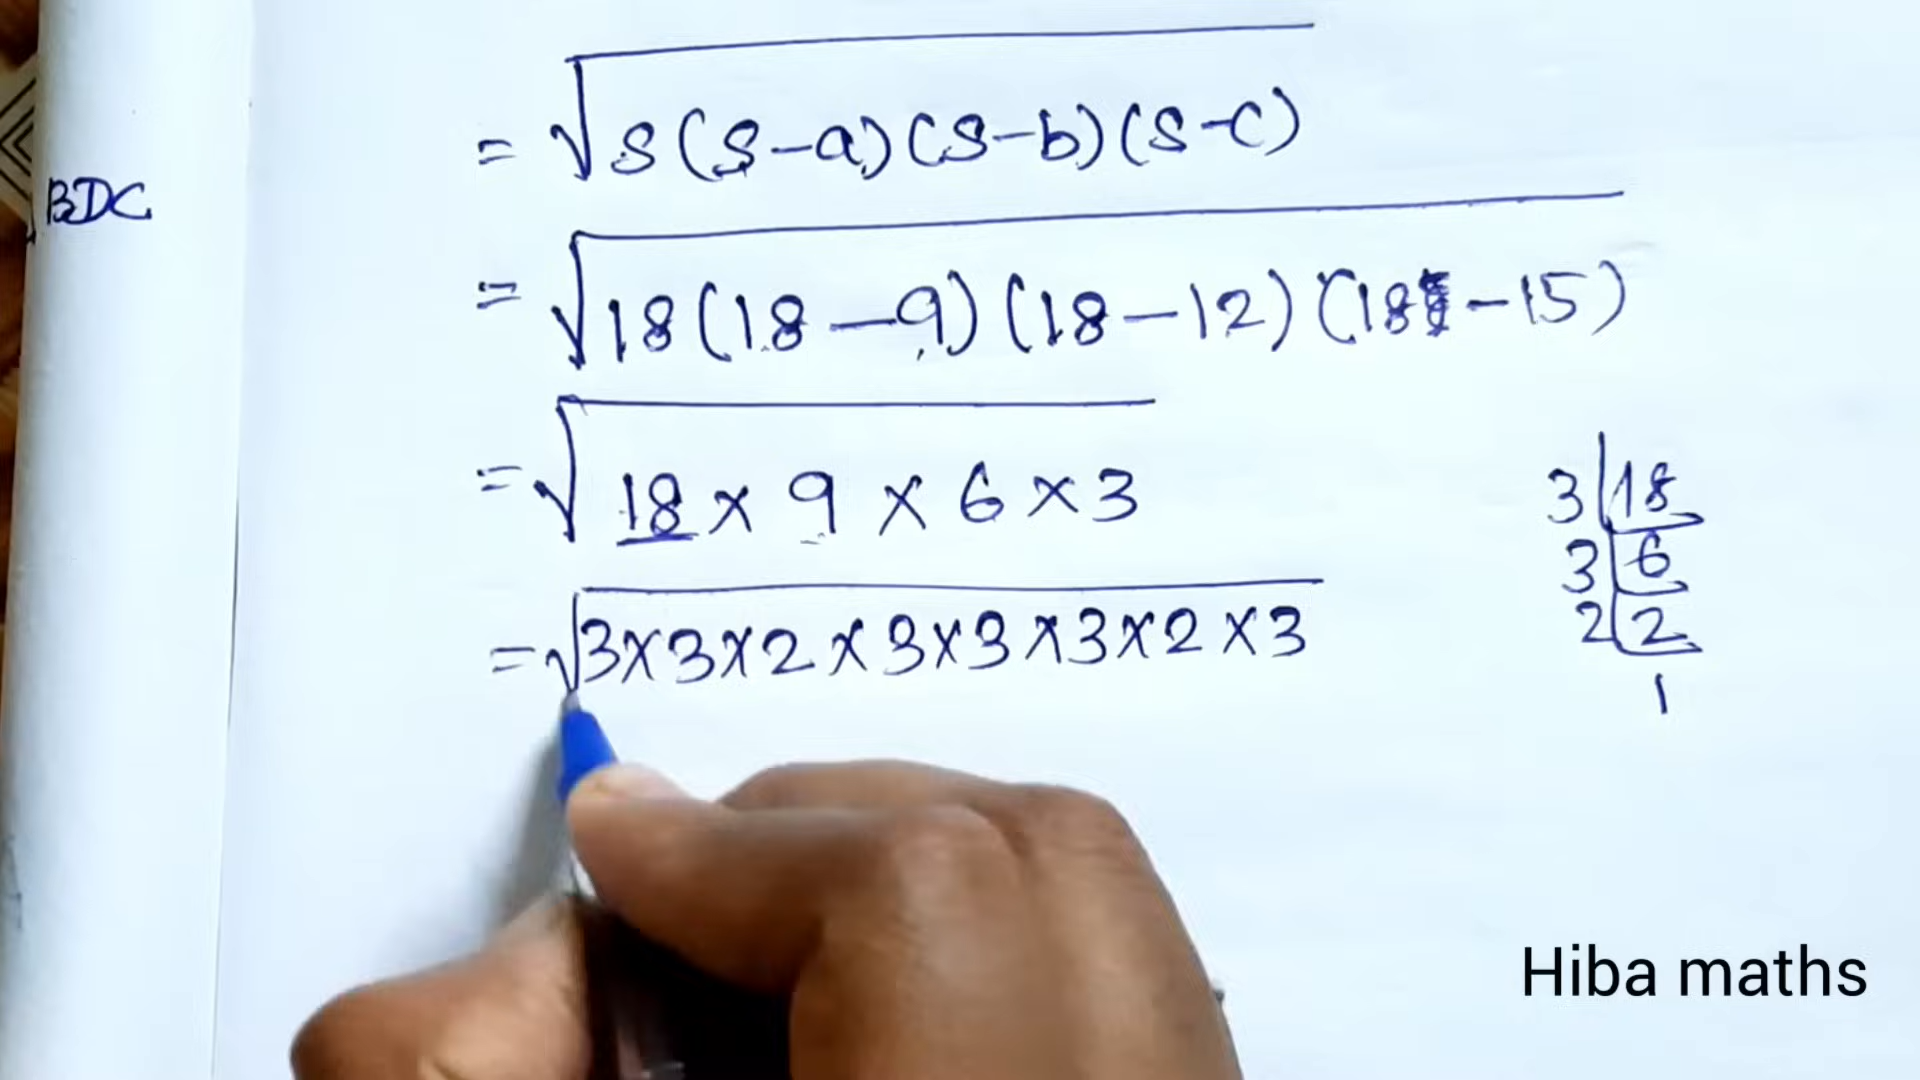 = √s(s-a)(s-b)(s-c)
BDC
= √18(18-9)(18-12)(18-15)
= √18 × 9 × 6 × 3
3 | 18
3 | 6
2 | 2
1
= √3×3×2×3×3×3×2×3
Hiba maths